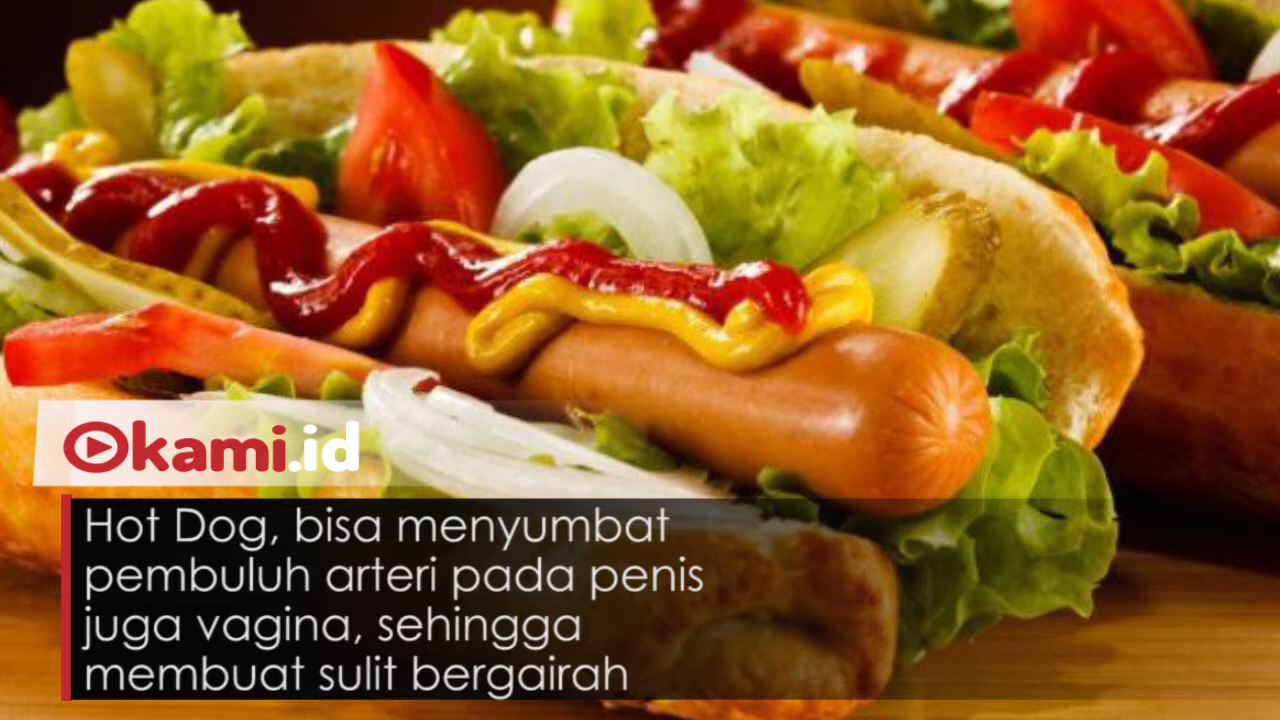 Okami.id
Hot Dog, bisa menyumbat
pembuluh arteri pada penis
juga vagina, sehingga
membuat sulit bergairah